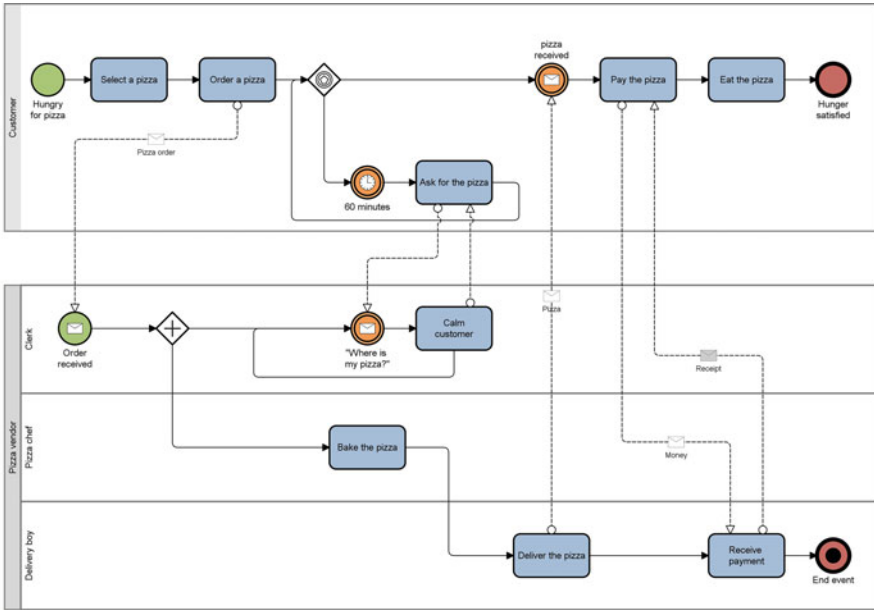 Customer
Hungry
for pizza
Select a pizza
Order a pizza
pizza
received
Pay the pizza
Eat the pizza
Hunger
satisfied
Pizza order
60 minutes
Ask for the pizza
Pizza vendor
Clerk
Order
received
"Where is
my pizza?"
Calm
customer
Pizza
Receipt
Pizza chef
Bake the pizza
Money
Delivery boy
Deliver the pizza
Receive
payment
End event